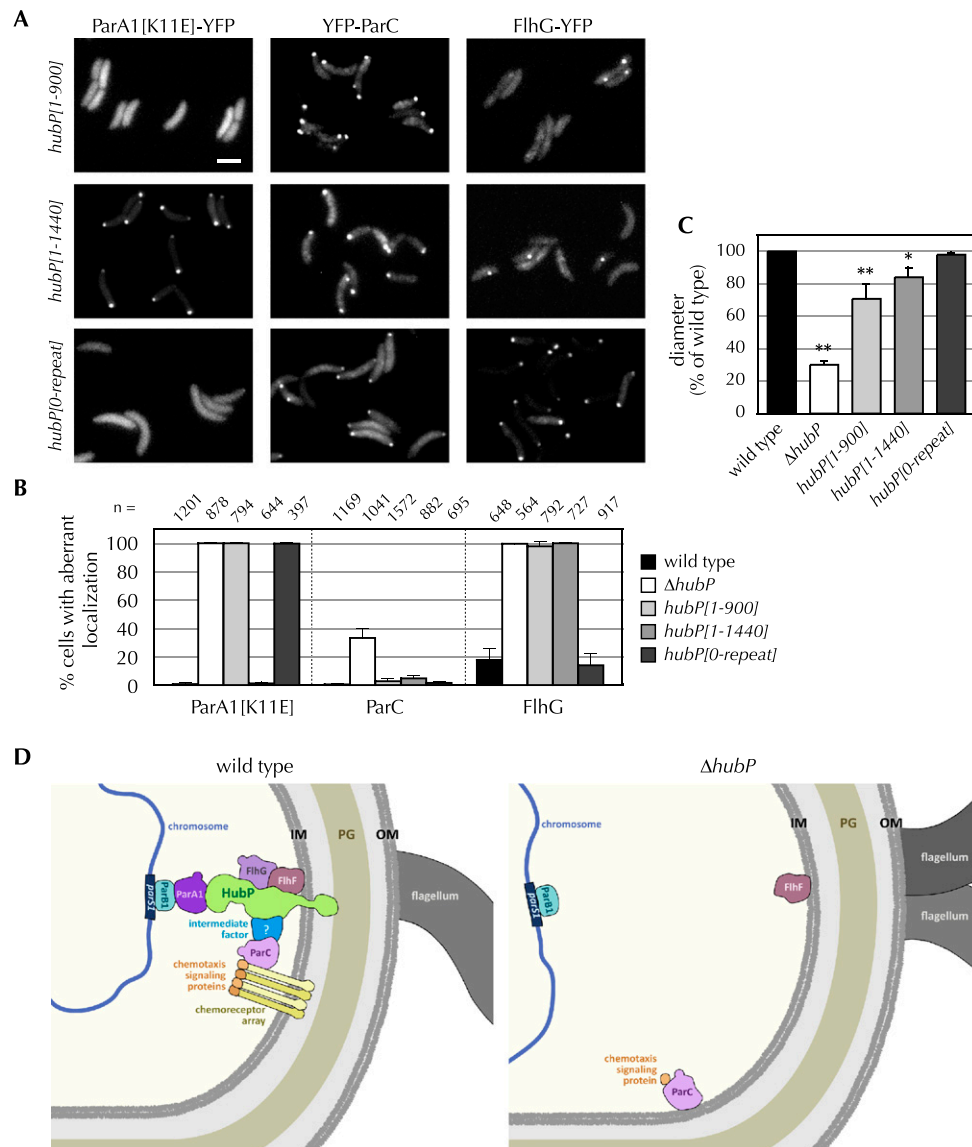 A
ParA1[K11E]-YFP YFP-ParC FlhG-YFP
hubP[1-900]
hubP[1-1440]
hubP[0-repeat]
B
n = 1201 878 794 644 397 1169 1041 1572 882 695 648 564 792 727 917
% cells with aberrant
localization
100
80
60
40
20
0
ParA1[K11E] ParC FlhG
wild type
ΔhubP
hubP[1-900]
hubP[1-1440]
hubP[0-repeat]
C
diameter
(% of wild type)
100
80
60
40
20
0
** ** *
wild type
ΔhubP
hubP[1-900]
hubP[1-1440]
hubP[0-repeat]
D
wild type
chromosome
IM PG OM
parS1
ParB1
ParA1
HubP
FlhG
FlhF
flagellum
intermediate
factor
?
ParC
chemotaxis
signaling
proteins
chemoreceptor
array
ΔhubP
chromosome
IM PG OM
flagellum
flagellum
FlhF
parS1
ParB1
chemotaxis
signaling
protein
ParC